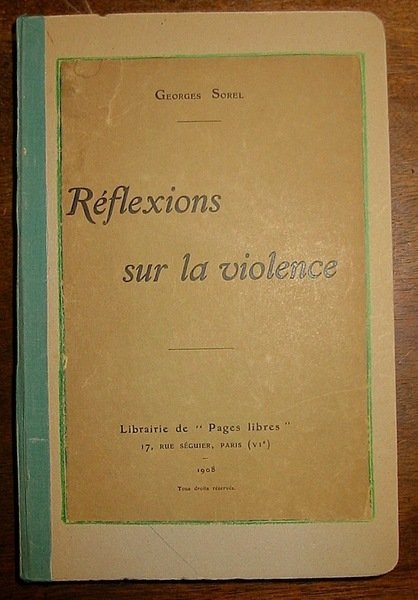 Georges Sorel
Réflexions
sur la violence
Librairie de " Pages libres "
17, RUE SÉGUIER, PARIS (VIᵉ)
1908
Tous droits réservés.